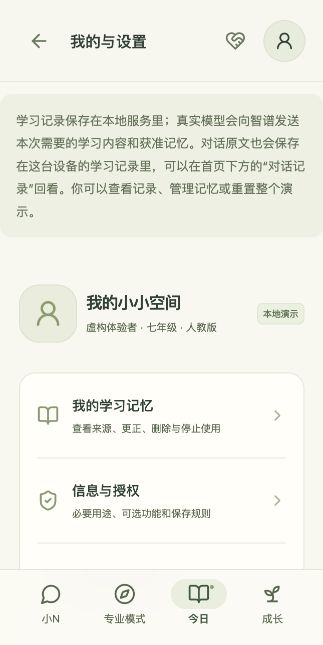 我的与设置
学习记录保存在本地服务里；真实模型会向智谱发送
本次需要的学习内容和获准记忆。对话原文也会保存
在这台设备的学习记录里，可以在首页下方的“对话记
录”回看。你可以查看记录、管理记忆或重置整个演
示。
我的小小空间
虚构体验者 · 七年级 · 人教版
本地演示
我的学习记忆
查看来源、更正、删除与停止使用
信息与授权
必要用途、可选功能和保存规则
小N
专业模式
今日
成长